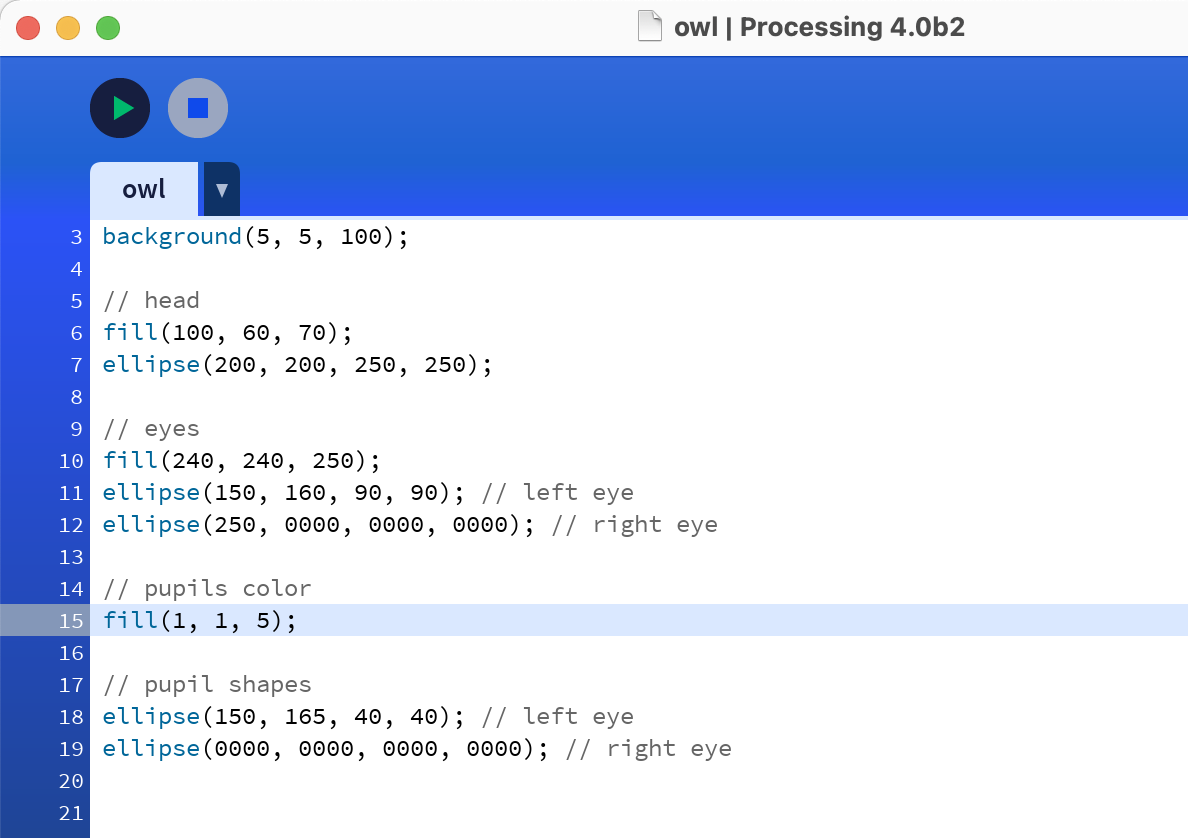 owl | Processing 4.0b2
owl
3 background(5, 5, 100);
4
5 // head
6 fill(100, 60, 70);
7 ellipse(200, 200, 250, 250);
8
9 // eyes
10 fill(240, 240, 250);
11 ellipse(150, 160, 90, 90); // left eye
12 ellipse(250, 0000, 0000, 0000); // right eye
13
14 // pupils color
15 fill(1, 1, 5);
16
17 // pupil shapes
18 ellipse(150, 165, 40, 40); // left eye
19 ellipse(0000, 0000, 0000, 0000); // right eye
20
21